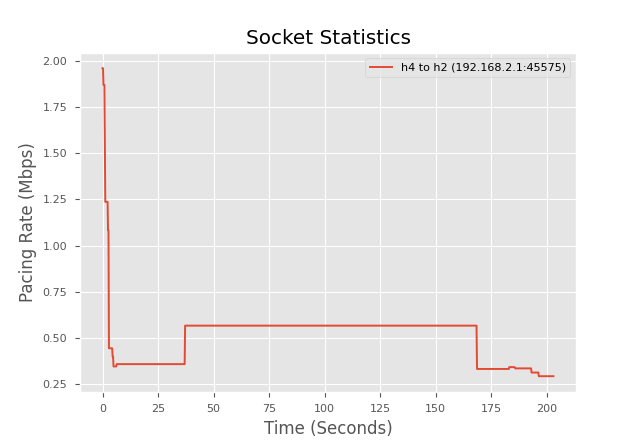 Socket Statistics
h4 to h2 (192.168.2.1:45575)
Pacing Rate (Mbps)
2.00
1.75
1.50
1.25
1.00
0.75
0.50
0.25
0 25 50 75 100 125 150 175 200
Time (Seconds)